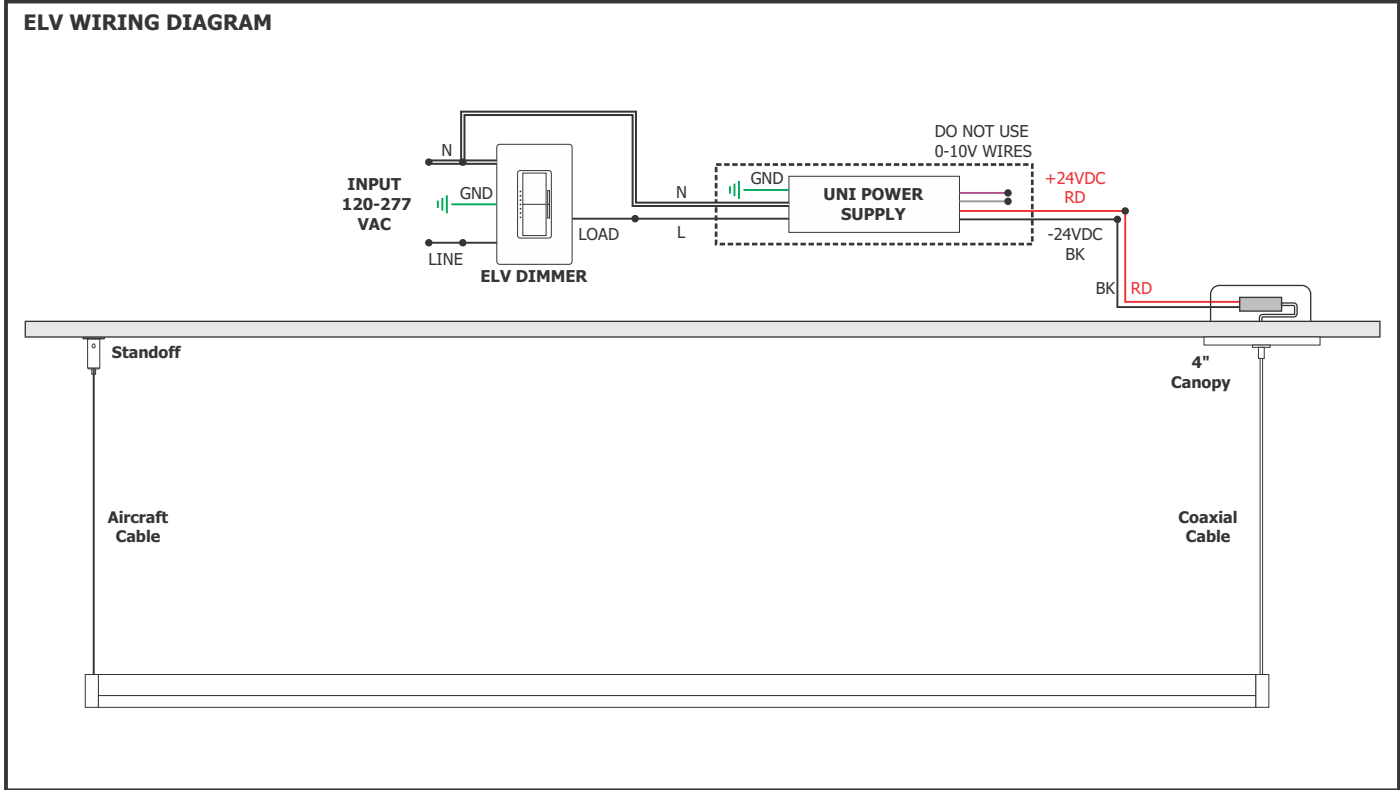 ELV WIRING DIAGRAM
DO NOT USE
0-10V WIRES
N
INPUT
120-277
VAC
GND
LINE
LOAD
ELV DIMMER
N
L
GND
UNI POWER
SUPPLY
+24VDC
RD
-24VDC
BK
BK
RD
Standoff
4"
Canopy
Aircraft
Cable
Coaxial
Cable